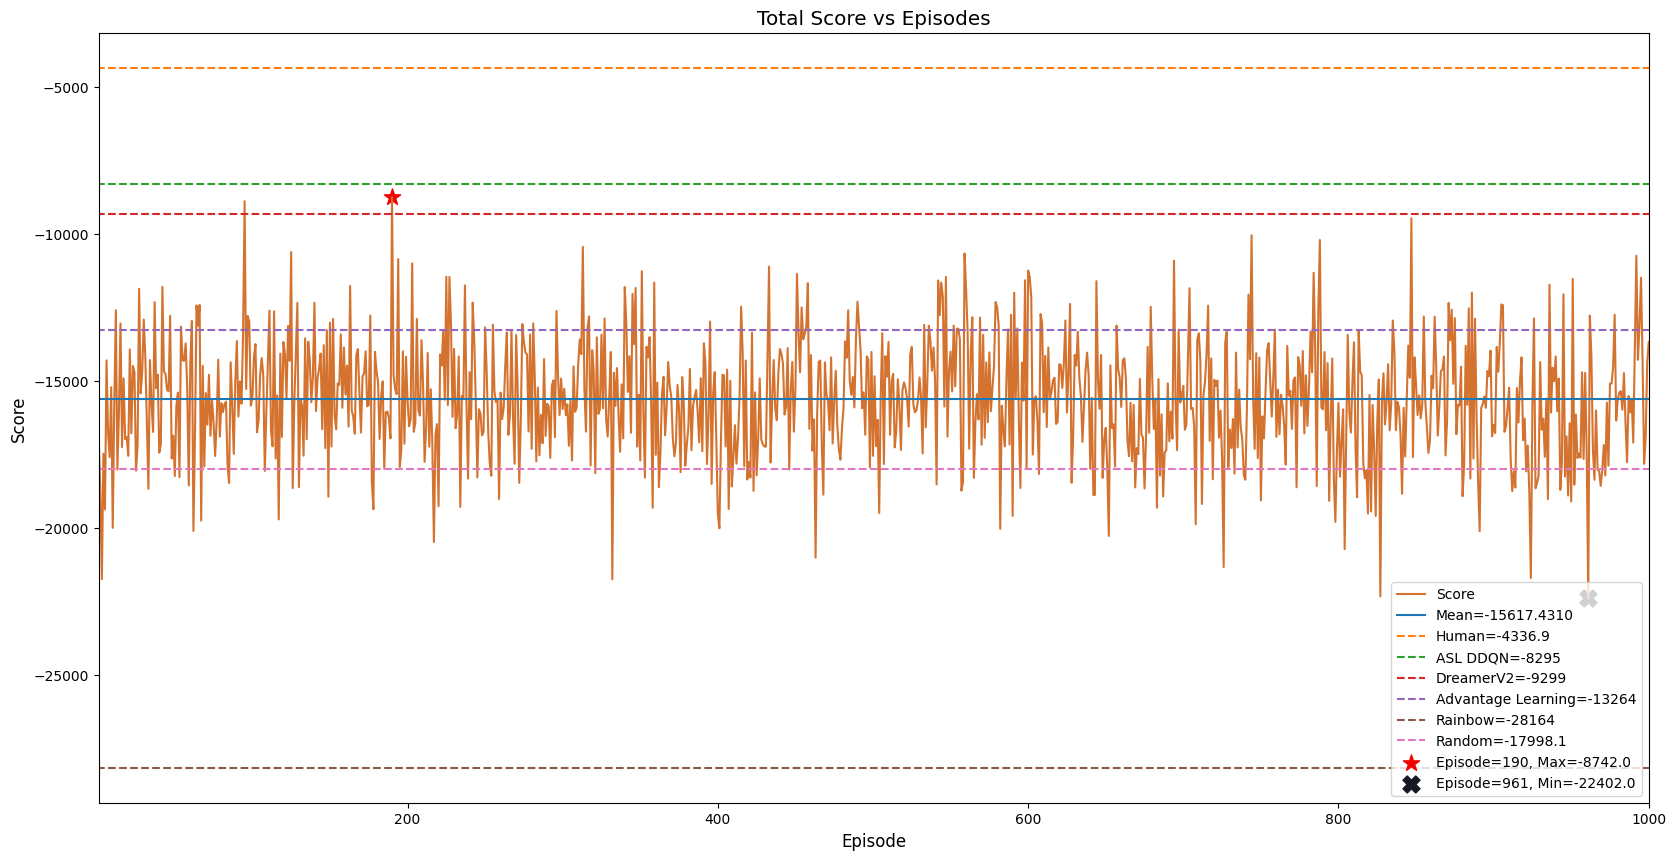 Total Score vs Episodes
Score
−5000
−10000
−15000
−20000
−25000
200
400
600
800
1000
Episode
Score
Mean=-15617.4310
Human=-4336.9
ASL DDQN=-8295
DreamerV2=-9299
Advantage Learning=-13264
Rainbow=-28164
Random=-17998.1
Episode=190, Max=-8742.0
Episode=961, Min=-22402.0